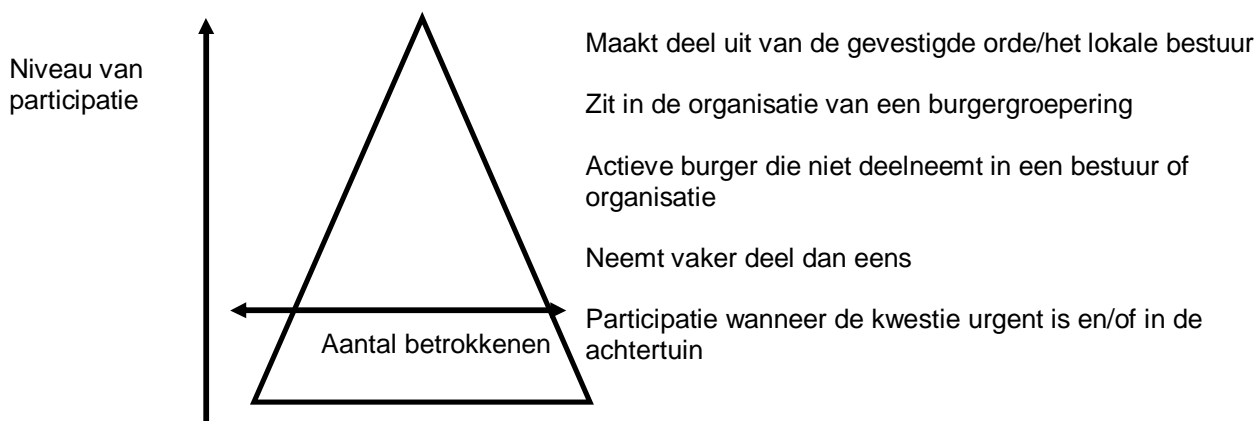 Niveau van
participatie
Maakt deel uit van de gevestigde orde/het lokale bestuur
Zit in de organisatie van een burgergroepering
Actieve burger die niet deelneemt in een bestuur of
organisatie
Neemt vaker deel dan eens
Participatie wanneer de kwestie urgent is en/of in de
achtertuin
Aantal betrokkenen